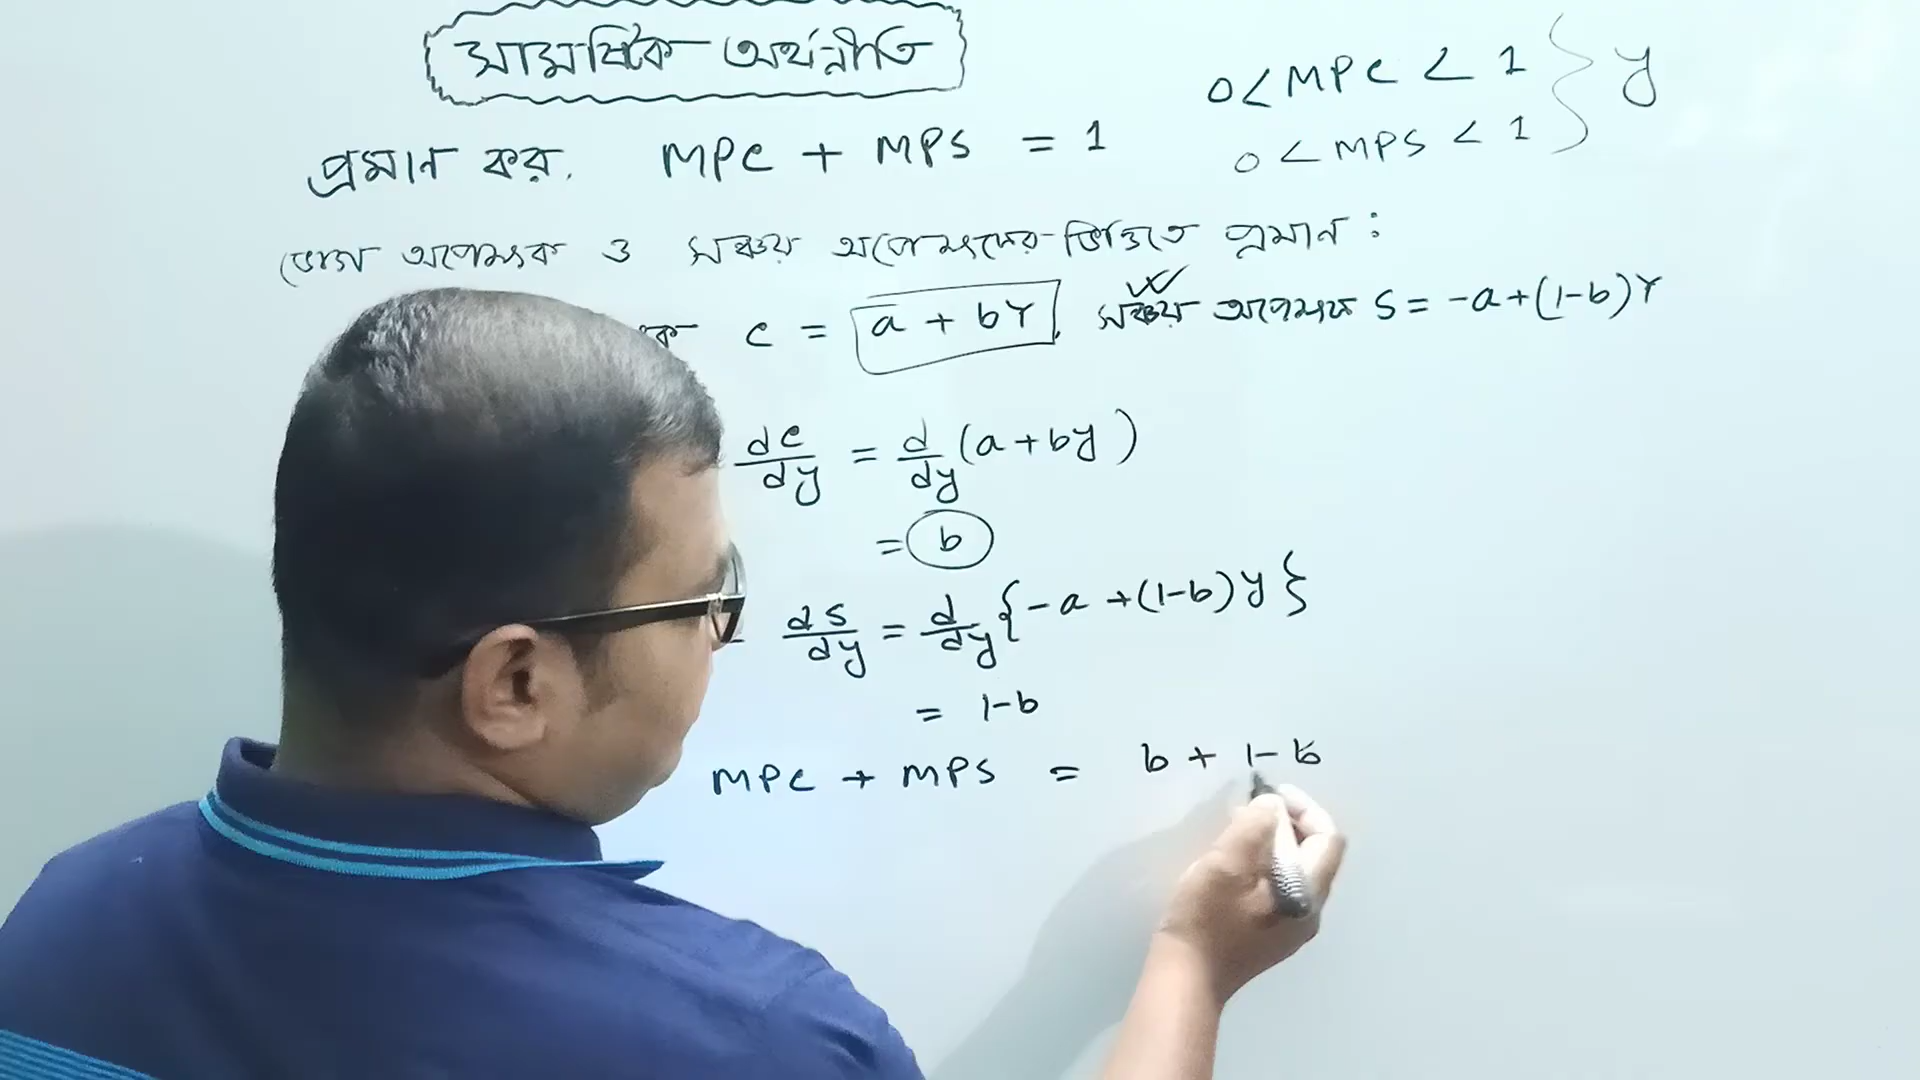 সামষ্টিক অর্থনীতি
0 < MPC < 1 } y
0 < MPS < 1
প্রমান কর. MPC + MPS = 1
ভোগ অপেক্ষক ও সঞ্চয় অপেক্ষকের ভিত্তিতে প্রমান :
ক C = a + bY, সঞ্চয় অপেক্ষক S = -a+(1-b)Y
dc/dy = d/dy (a+by)
= b
ds/dy = d/dy {-a +(1-b)y}
= 1-b
MPC + MPS = b + 1- b